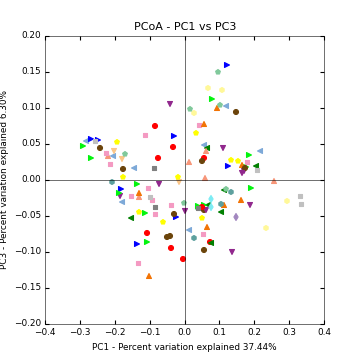 PCoA - PC1 vs PC3
0.20
0.15
0.10
0.05
0.00
−0.05
−0.10
−0.15
−0.20
PC3 - Percent variation explained 6.30%
−0.4 −0.3 −0.2 −0.1 0.0 0.1 0.2 0.3 0.4
PC1 - Percent variation explained 37.44%